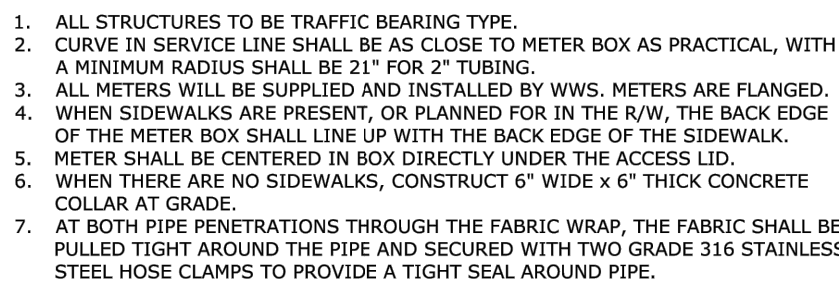 1. ALL STRUCTURES TO BE TRAFFIC BEARING TYPE.
2. CURVE IN SERVICE LINE SHALL BE AS CLOSE TO METER BOX AS PRACTICAL, WITH
A MINIMUM RADIUS SHALL BE 21" FOR 2" TUBING.
3. ALL METERS WILL BE SUPPLIED AND INSTALLED BY WWS. METERS ARE FLANGED.
4. WHEN SIDEWALKS ARE PRESENT, OR PLANNED FOR IN THE R/W, THE BACK EDGE
OF THE METER BOX SHALL LINE UP WITH THE BACK EDGE OF THE SIDEWALK.
5. METER SHALL BE CENTERED IN BOX DIRECTLY UNDER THE ACCESS LID.
6. WHEN THERE ARE NO SIDEWALKS, CONSTRUCT 6" WIDE x 6" THICK CONCRETE
COLLAR AT GRADE.
7. AT BOTH PIPE PENETRATIONS THROUGH THE FABRIC WRAP, THE FABRIC SHALL BE
PULLED TIGHT AROUND THE PIPE AND SECURED WITH TWO GRADE 316 STAINLESS
STEEL HOSE CLAMPS TO PROVIDE A TIGHT SEAL AROUND PIPE.